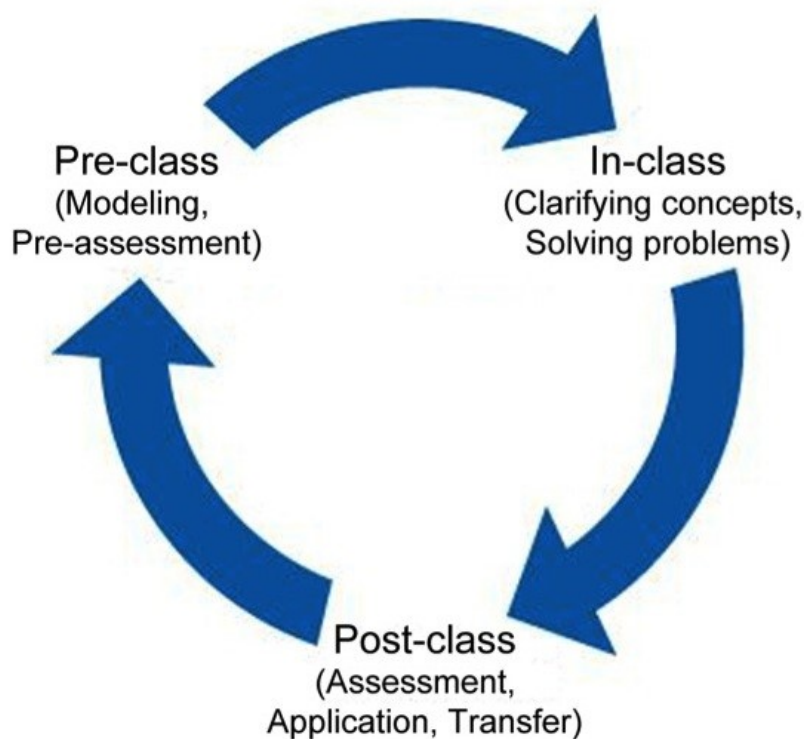 Pre-class
(Modeling,
Pre-assessment)
In-class
(Clarifying concepts,
Solving problems)
Post-class
(Assessment,
Application, Transfer)